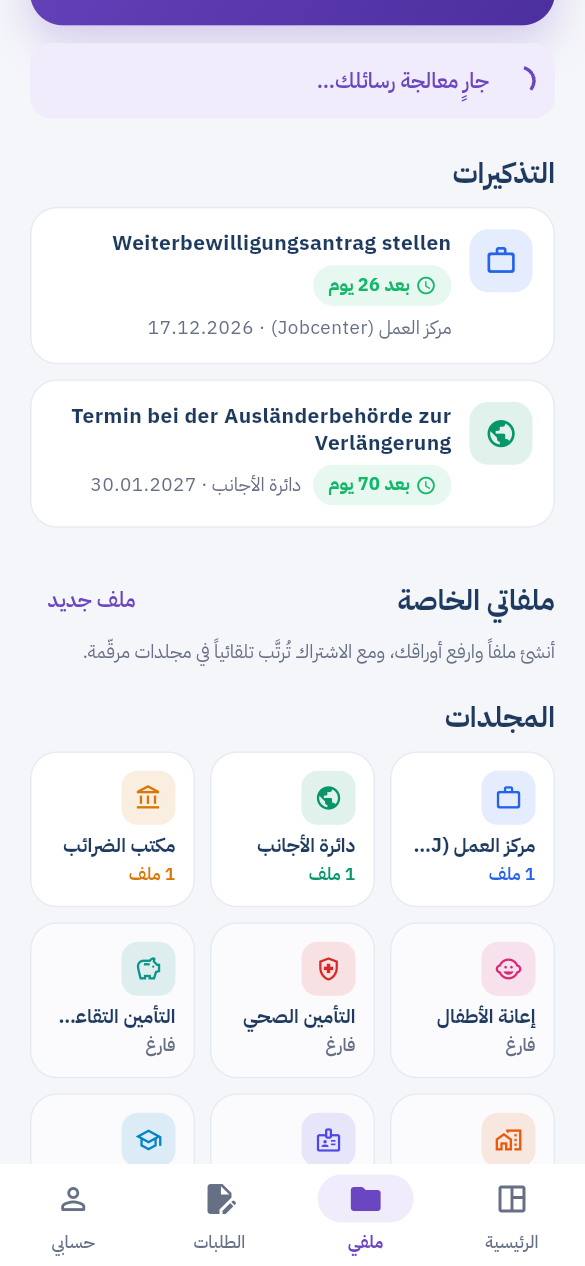 جارٍ معالجة رسائلك...
التذكيرات
Weiterbewilligungsantrag stellen
بعد 26 يوم
مركز العمل (Jobcenter) · 17.12.2026
Termin bei der Ausländerbehörde zur
Verlängerung
بعد 70 يوم
دائرة الأجانب · 30.01.2027
ملفاتي الخاصة
ملف جديد
أنشئ ملفاً وارفع أوراقك، ومع الاشتراك تُرتَّب تلقائياً في مجلدات مرقّمة.
المجلدات
مركز العمل (J...
1 ملف
دائرة الأجانب
1 ملف
مكتب الضرائب
1 ملف
إعانة الأطفال
فارغ
التأمين الصحي
فارغ
التأمين التقاعد...
فارغ
الرئيسية
ملفي
الطلبات
حسابي